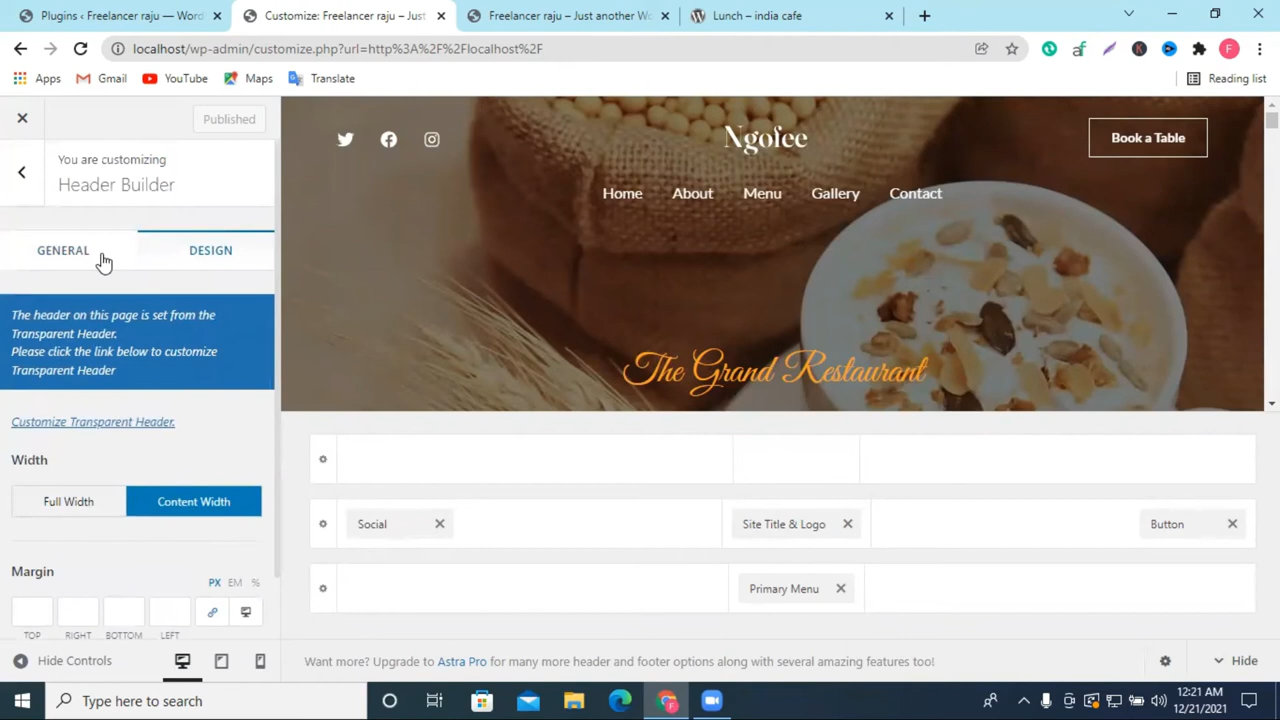 Plugins ‹ Freelancer raju — Word
Customize: Freelancer raju – Just
Freelancer raju – Just another Wo
Lunch – india cafe
localhost/wp-admin/customize.php?url=http%3A%2F%2Flocalhost%2F
Apps
Gmail
YouTube
Maps
Translate
Reading list
Published
You are customizing
Header Builder
GENERAL
DESIGN
The header on this page is set from the
Transparent Header.
Please click the link below to customize
Transparent Header
Customize Transparent Header.
Width
Full Width
Content Width
Margin
PX EM %
TOP RIGHT BOTTOM LEFT
Hide Controls
Ngofee
Book a Table
Home About Menu Gallery Contact
The Grand Restaurant
Social
Site Title & Logo
Button
Primary Menu
Want more? Upgrade to Astra Pro for many more header and footer options along with several amazing features too!
Hide
Type here to search
12:21 AM
12/21/2021